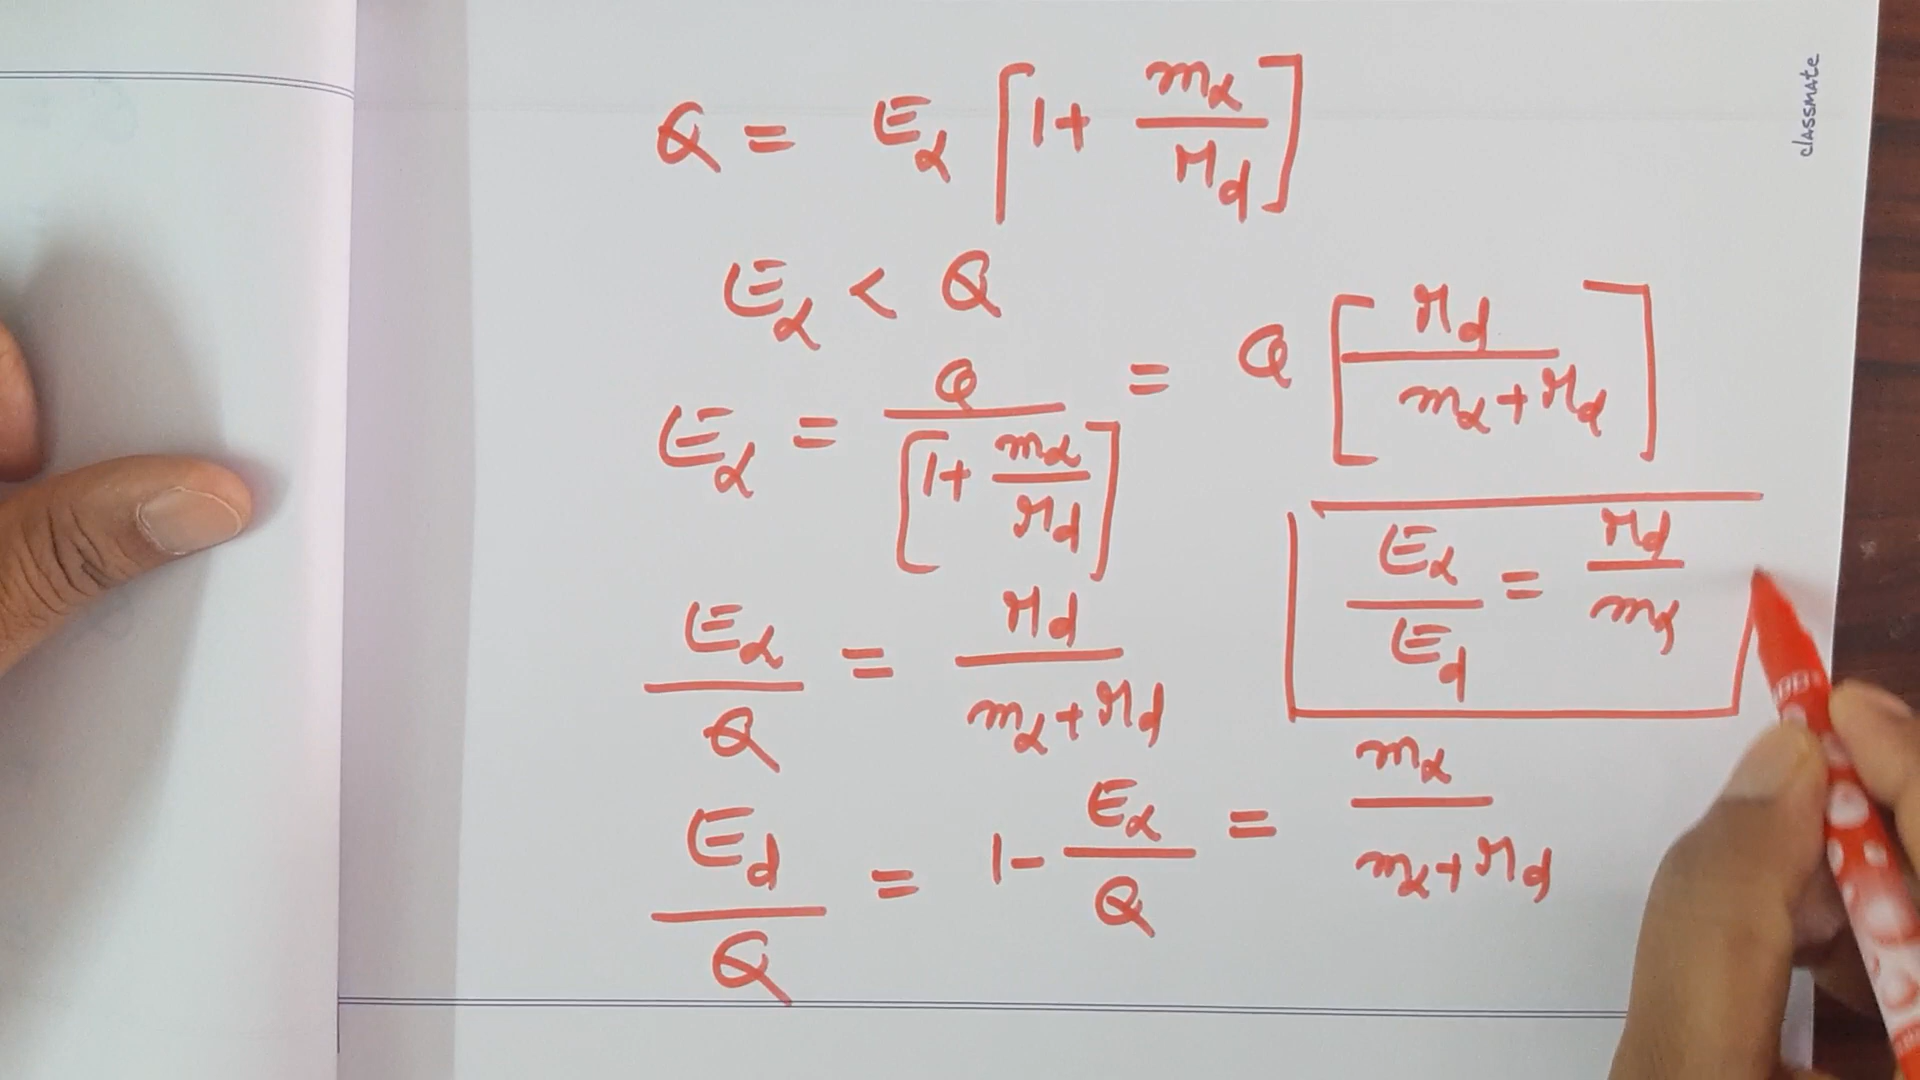 Q = Eα [1 + mα/Md]
Eα < Q
Eα = Q/[1 + mα/Md] = Q [Md/(mα + Md)]
Eα/Q = Md/(mα + Md)
Eα/Ed = Md/mα
Ed/Q = 1 - Eα/Q = mα/(mα + Md)
classmate